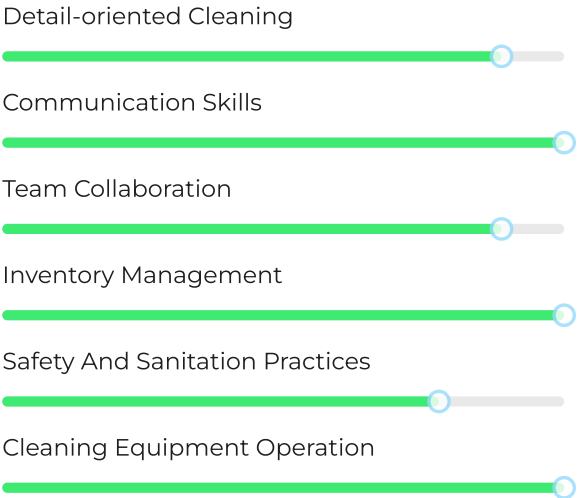 Detail-oriented Cleaning
Communication Skills
Team Collaboration
Inventory Management
Safety And Sanitation Practices
Cleaning Equipment Operation